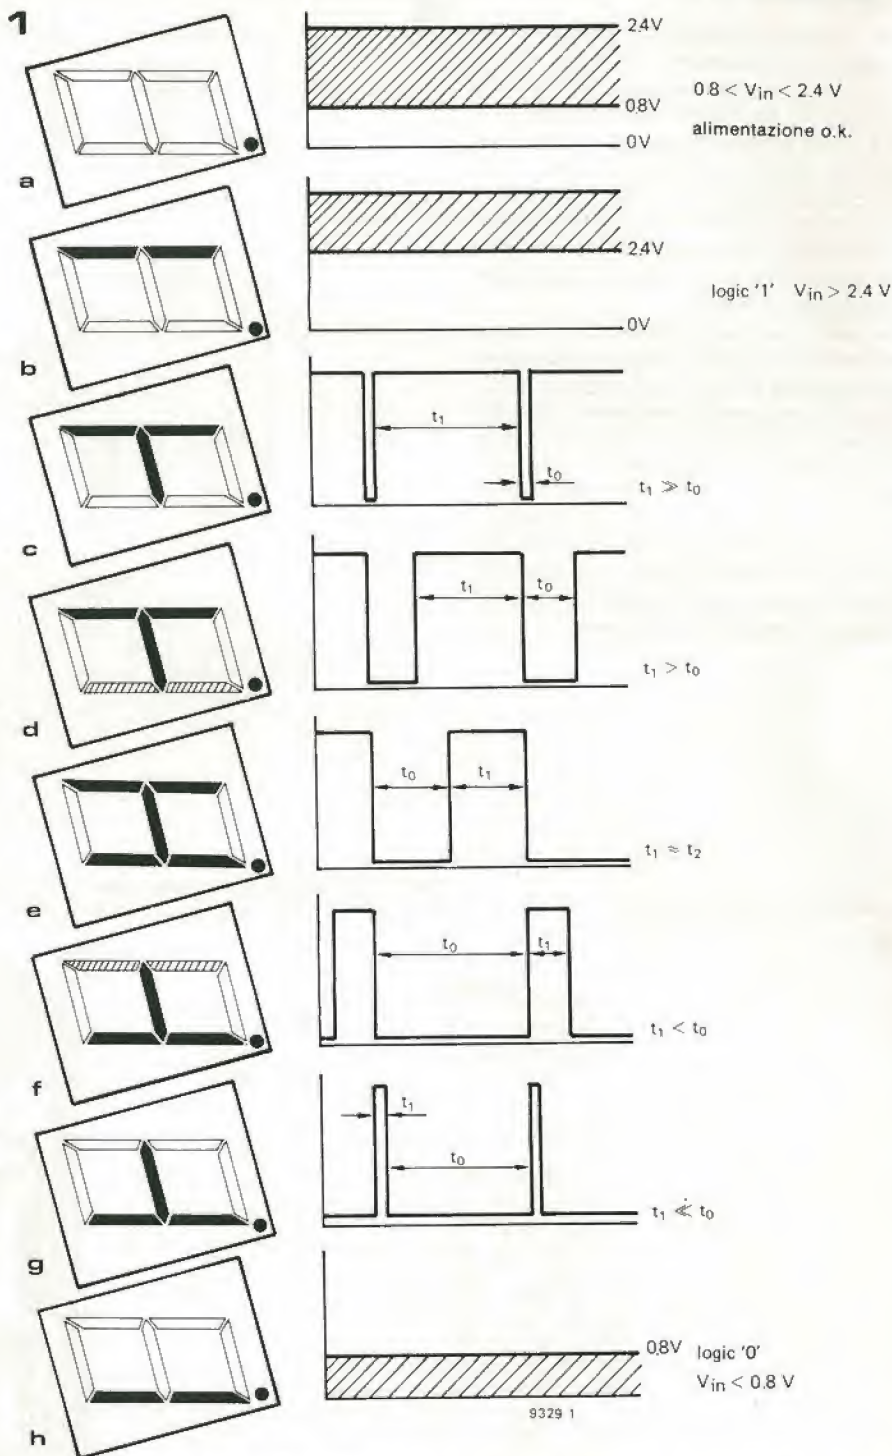 1
2.4V
0.8V
0V
0.8 < Vin < 2.4 V
alimentazione o.k.
a
2.4V
0V
logic '1' Vin > 2.4 V
b
t1
t0
t1 ≫ t0
c
t1
t0
t1 > t0
d
t0
t1
t1 ≈ t2
e
t0
t1
t1 < t0
f
t1
t0
t1 ≪ t0
g
0.8V
logic '0'
Vin < 0.8 V
9329 1
h